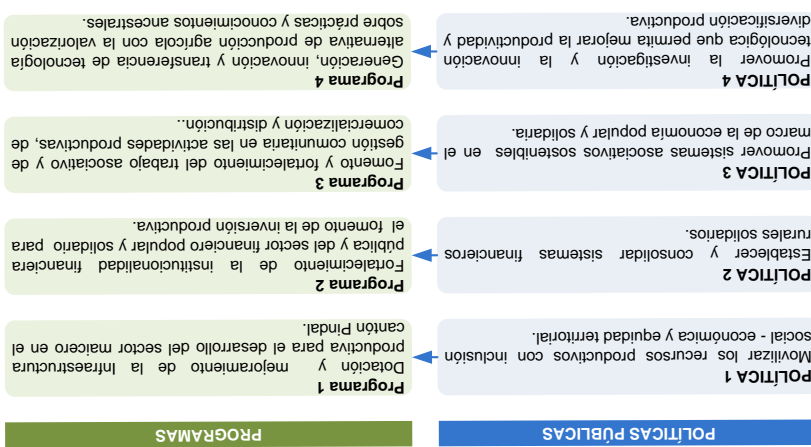 POLÍTICAS PÚBLICAS
PROGRAMAS
POLÍTICA 1
Movilizar los recursos productivos con inclusión
social - económica y equidad territorial.
Programa 1
Dotación y mejoramiento de la Infraestructura
productiva para el desarrollo del sector maicero en el
cantón Pindal.
POLÍTICA 2
Establecer y consolidar sistemas financieros
rurales solidarios.
Programa 2
Fortalecimiento de la institucionalidad financiera
pública y del sector financiero popular y solidario para
el fomento de la inversión productiva.
POLÍTICA 3
Promover sistemas asociativos sostenibles en el
marco de la economía popular y solidaria.
Programa 3
Fomento y fortalecimiento del trabajo asociativo y de
gestión comunitaria en las actividades productivas, de
comercialización y distribución..
POLÍTICA 4
Promover la investigación y la innovación
tecnológica que permita mejorar la productividad y
diversificación productiva.
Programa 4
Generación, innovación y transferencia de tecnología
alternativa de producción agrícola con la valorización
sobre prácticas y conocimientos ancestrales.